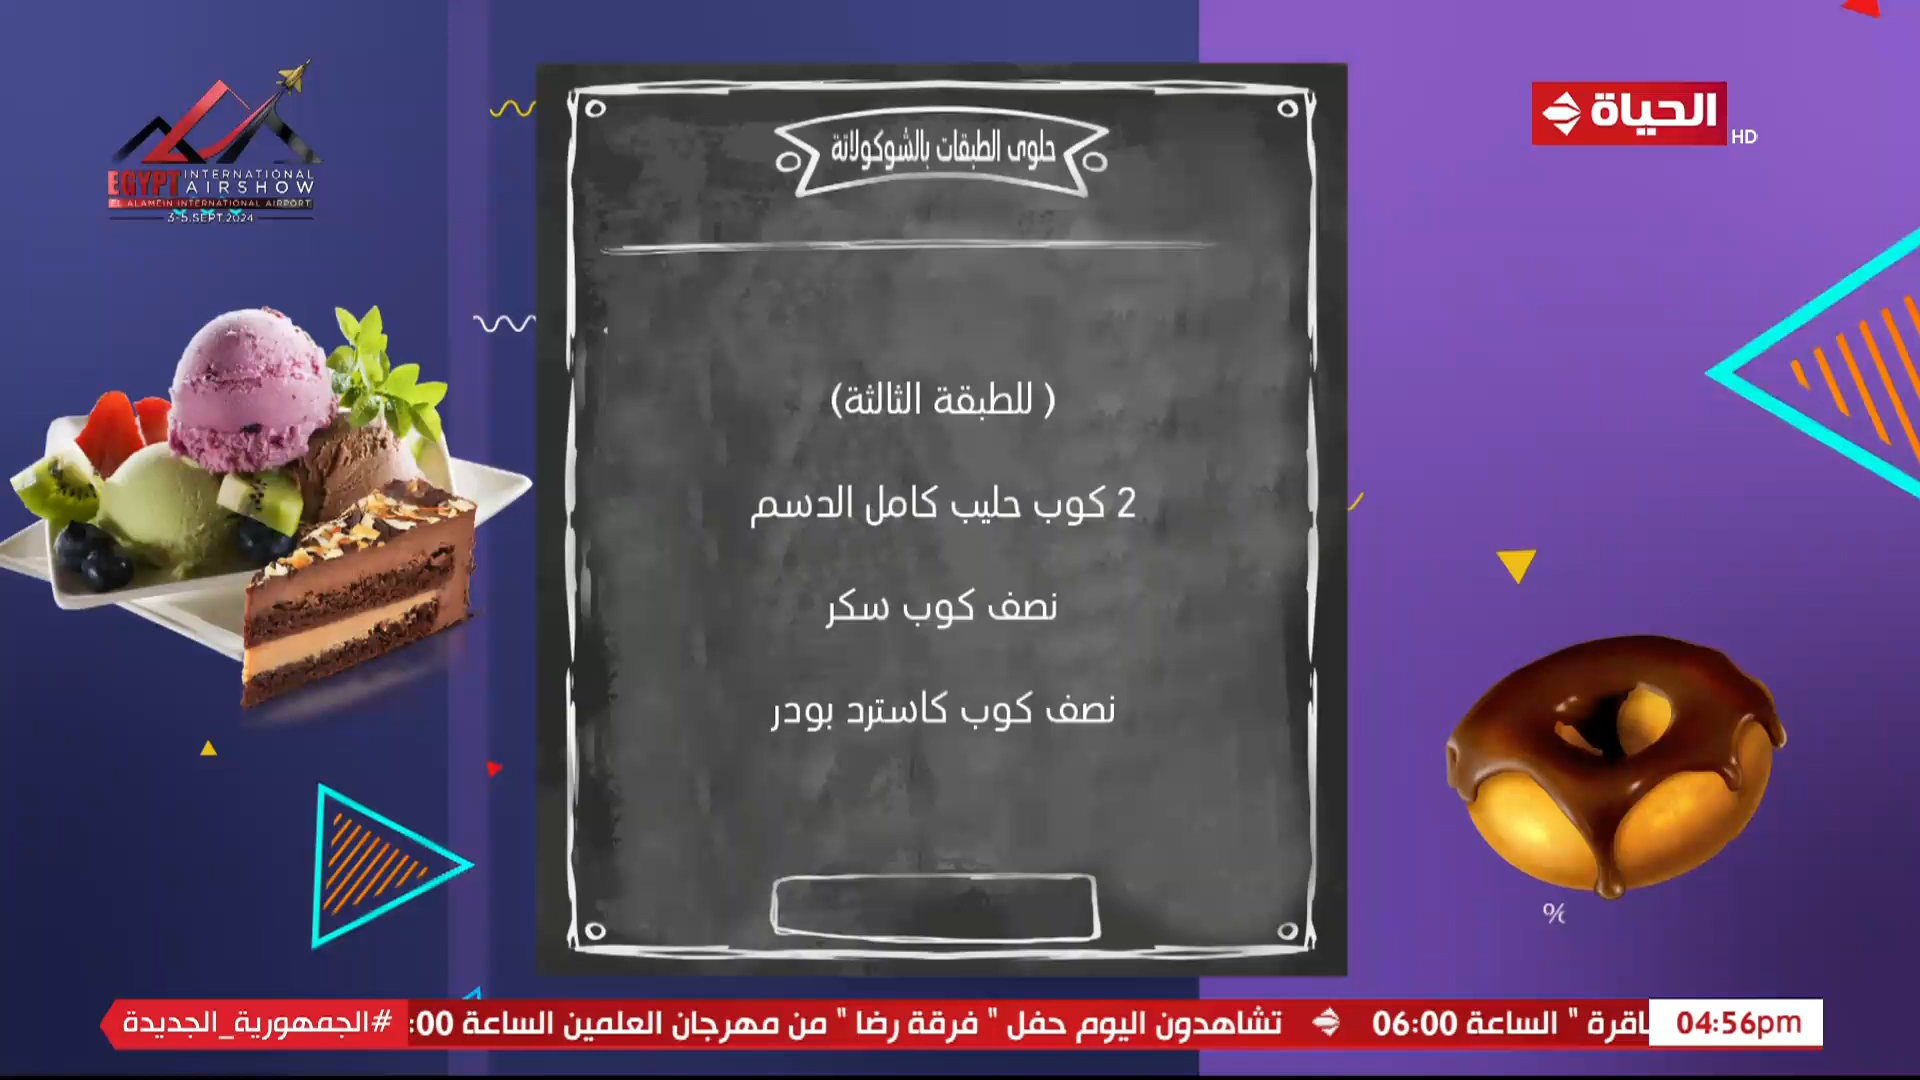 EGYPT INTERNATIONAL
AIRSHOW
EL ALAMEIN INTERNATIONAL AIRPORT
3-5.SEPT.2024
الحياة
HD
حلوى الطبقات بالشوكولاتة
( للطبقة الثالثة)
2 كوب حليب كامل الدسم
نصف كوب سكر
نصف كوب كاسترد بودر
%
04:56pm
" الساعة 06:00 تشاهدون اليوم حفل " فرقة رضا " من مهرجان العلمين الساعة 00:
#الجمهورية_الجديدة